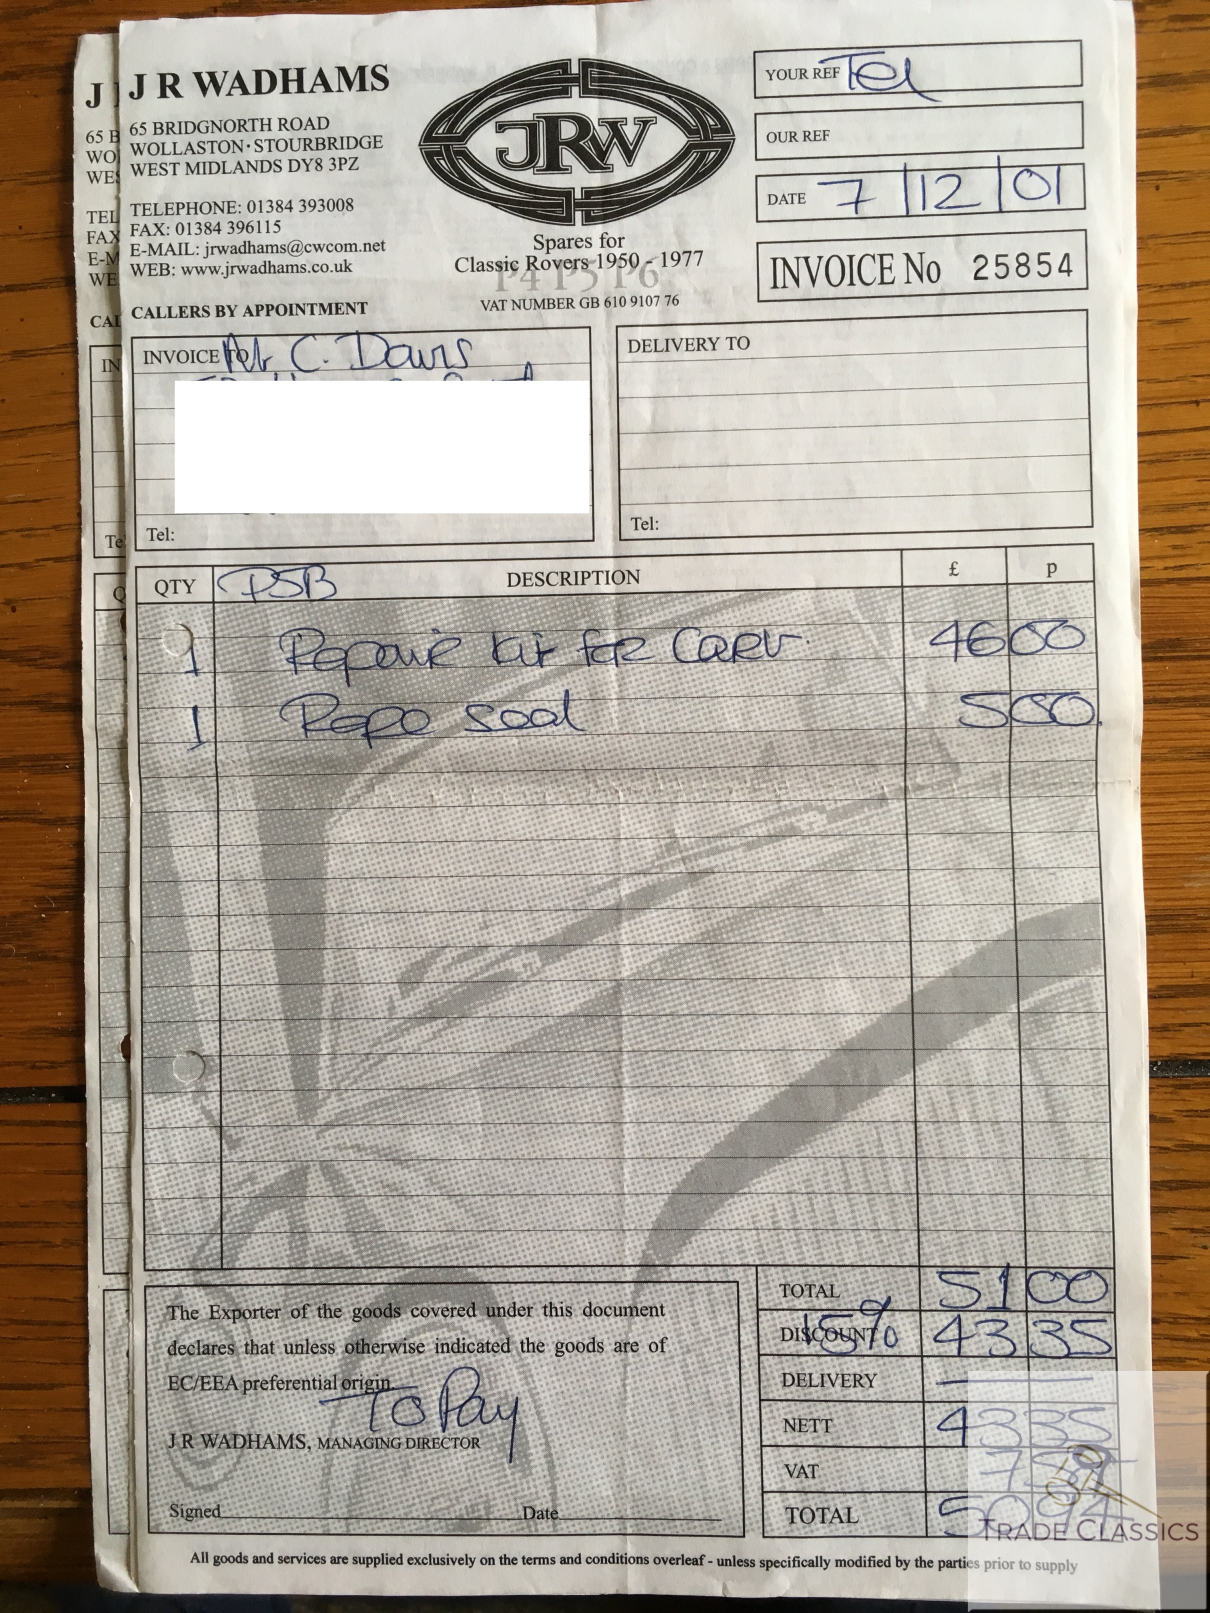 J R WADHAMS
65 BRIDGNORTH ROAD
WOLLASTON · STOURBRIDGE
WEST MIDLANDS DY8 3PZ
TELEPHONE: 01384 393008
FAX: 01384 396115
E-MAIL: jrwadhams@cwcom.net
WEB: www.jrwadhams.co.uk
CALLERS BY APPOINTMENT
JRW
Spares for
Classic Rovers 1950 - 1977
P4 P5 P6
VAT NUMBER GB 610 9107 76
YOUR REF Tel
OUR REF
DATE 7/12/01
INVOICE No 25854
INVOICE TO Mr C. Davis
Tel:
DELIVERY TO
Tel:
QTY P5B DESCRIPTION £ p
1 Repair kit for Carb 46 00
1 Rope seal 5 00
The Exporter of the goods covered under this document
declares that unless otherwise indicated the goods are of
EC/EEA preferential origin.
To Pay
J R WADHAMS, MANAGING DIRECTOR
Signed Date
TOTAL 51 00
DISCOUNT 15% 43 35
DELIVERY —
NETT 43 35
VAT 7 59
TOTAL 50 94
TRADE CLASSICS
All goods and services are supplied exclusively on the terms and conditions overleaf - unless specifically modified by the parties prior to supply